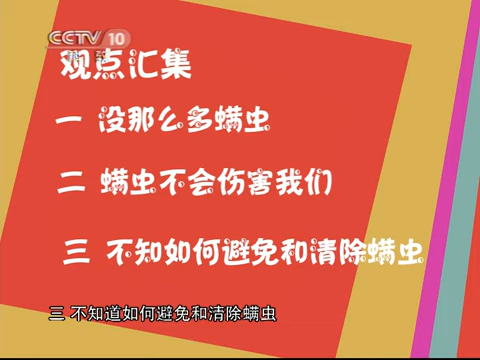 CCTV 10
观点汇集
一 没那么多螨虫
二 螨虫不会伤害我们
三 不知如何避免和清除螨虫
三 不知道如何避免和清除螨虫